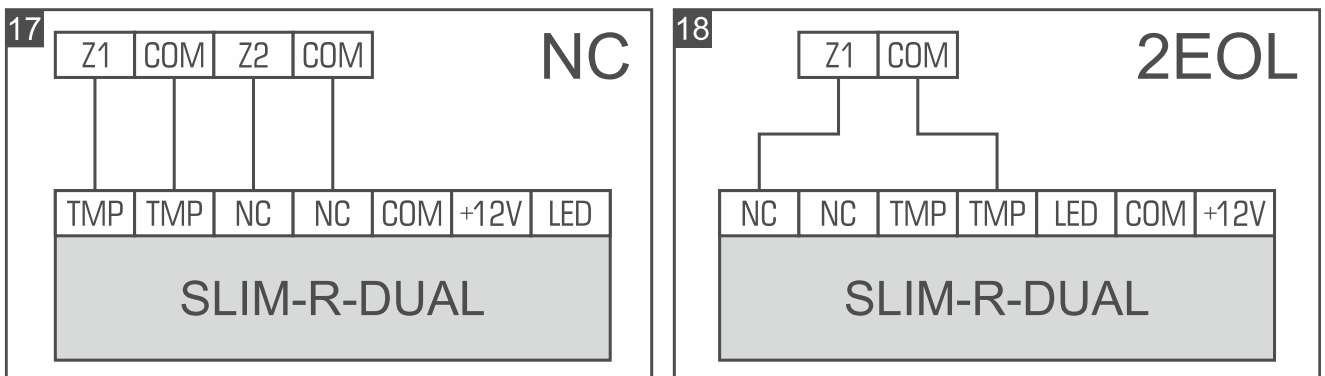 17
NC
Z1 COM Z2 COM
TMP TMP NC NC COM +12V LED
SLIM-R-DUAL
18
2EOL
Z1 COM
NC NC TMP TMP LED COM +12V
SLIM-R-DUAL